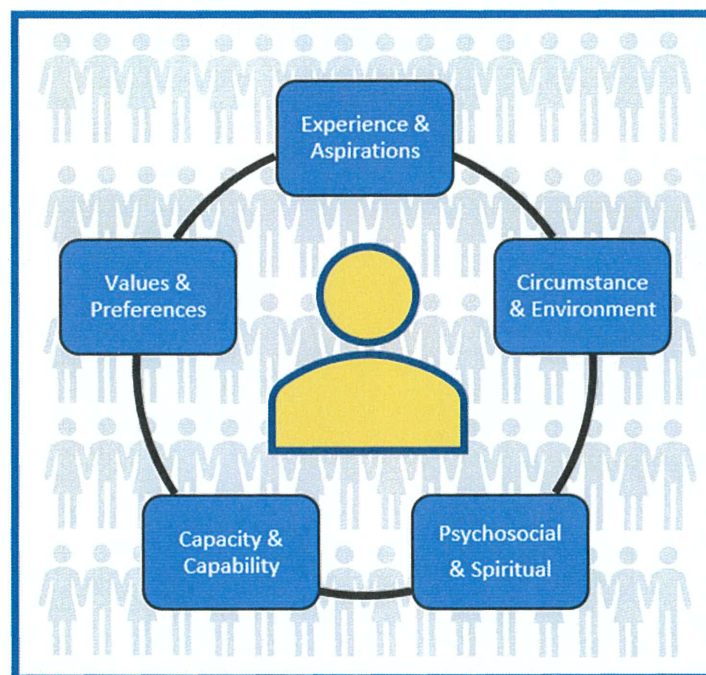 Experience &
Aspirations
Circumstance
& Environment
Psychosocial
& Spiritual
Capacity &
Capability
Values &
Preferences